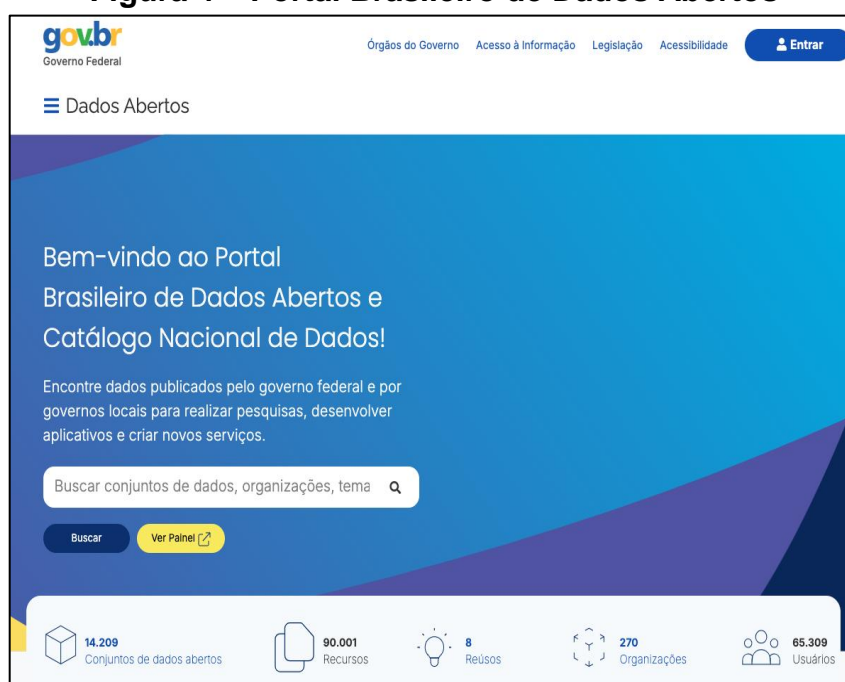 gov.br
Governo Federal
Órgãos do Governo Acesso à Informação Legislação Acessibilidade Entrar
Dados Abertos
Bem-vindo ao Portal
Brasileiro de Dados Abertos e
Catálogo Nacional de Dados!
Encontre dados publicados pelo governo federal e por
governos locais para realizar pesquisas, desenvolver
aplicativos e criar novos serviços.
Buscar conjuntos de dados, organizações, tema
Buscar Ver Painel
14.209 90.001 8 270 65.309
Conjuntos de dados abertos Recursos Reúsos Organizações Usuários